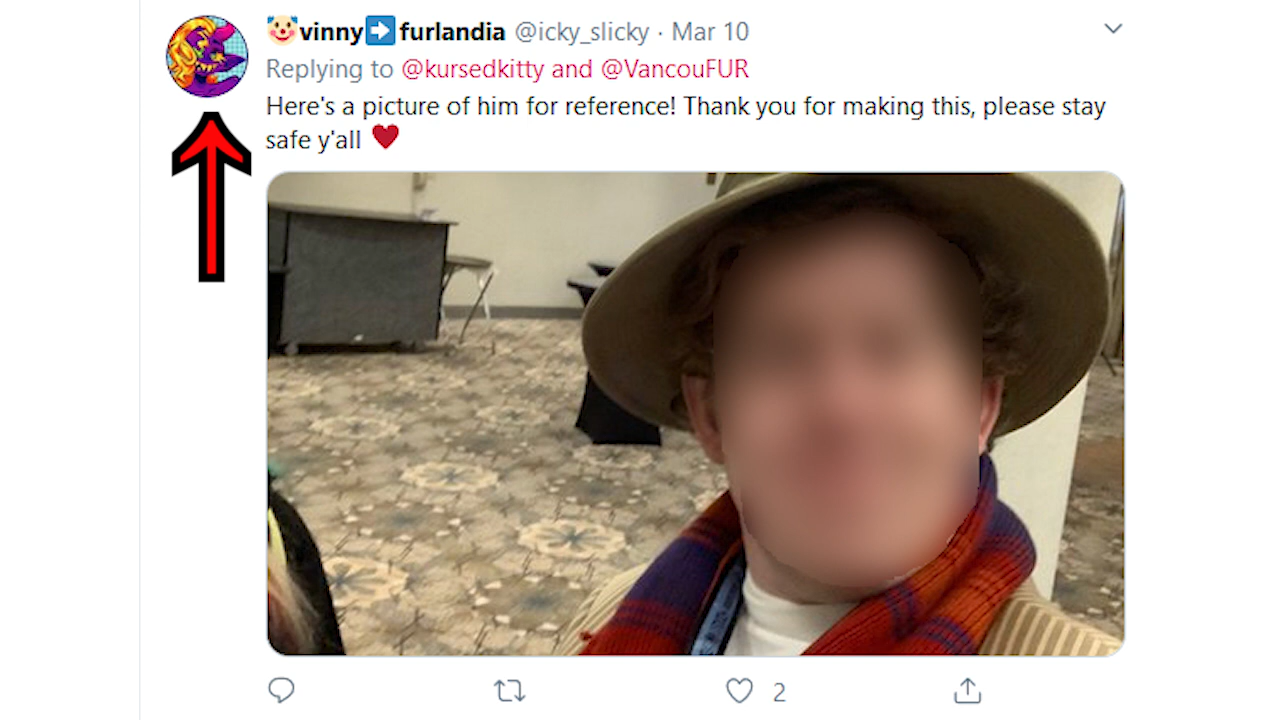 🤡vinny➡️furlandia @icky_slicky · Mar 10
Replying to @kursedkitty and @VancouFUR
Here's a picture of him for reference! Thank you for making this, please stay
safe y'all ♥
2